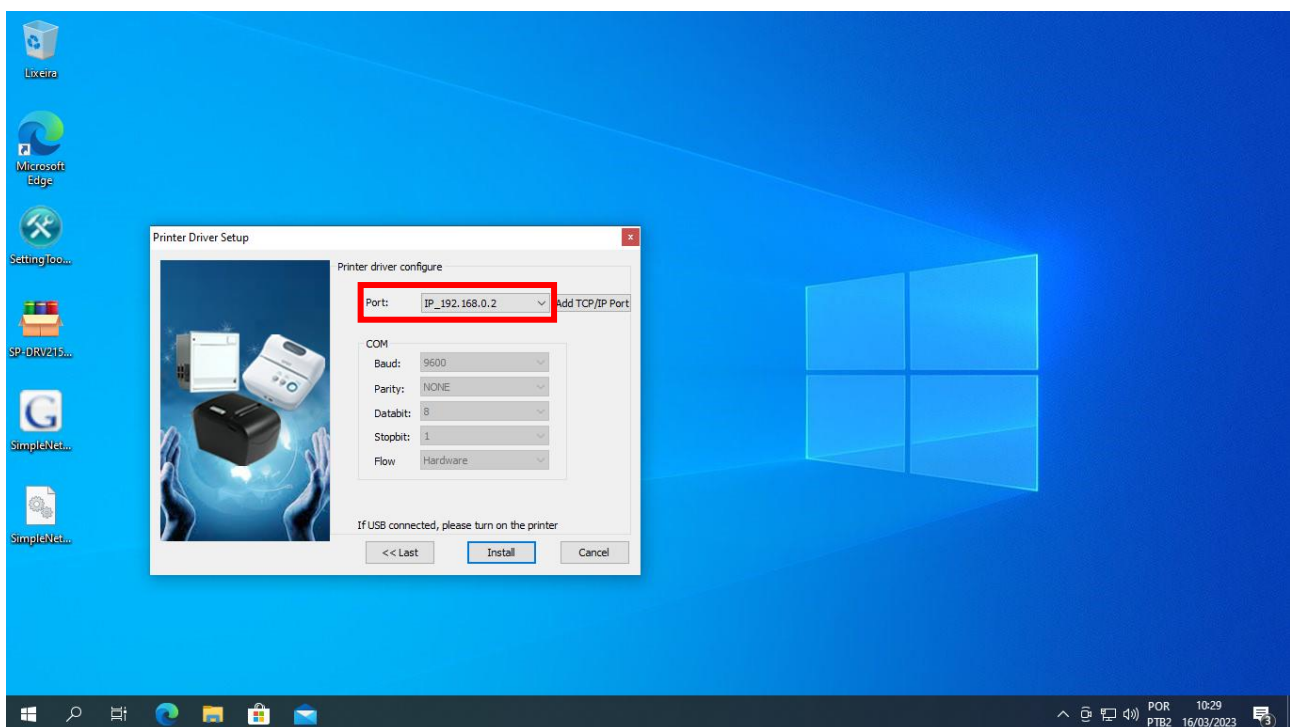 Lixeira
Microsoft
Edge
SettingToo...
SP-DRV215...
SimpleNet...
SimpleNet...
Printer Driver Setup
x
Printer driver configure
Port: IP_192.168.0.2 Add TCP/IP Port
COM
Baud: 9600
Parity: NONE
Databit: 8
Stopbit: 1
Flow Hardware
If USB connected, please turn on the printer
<< Last Install Cancel
POR 10:29
PTB2 16/03/2023 3